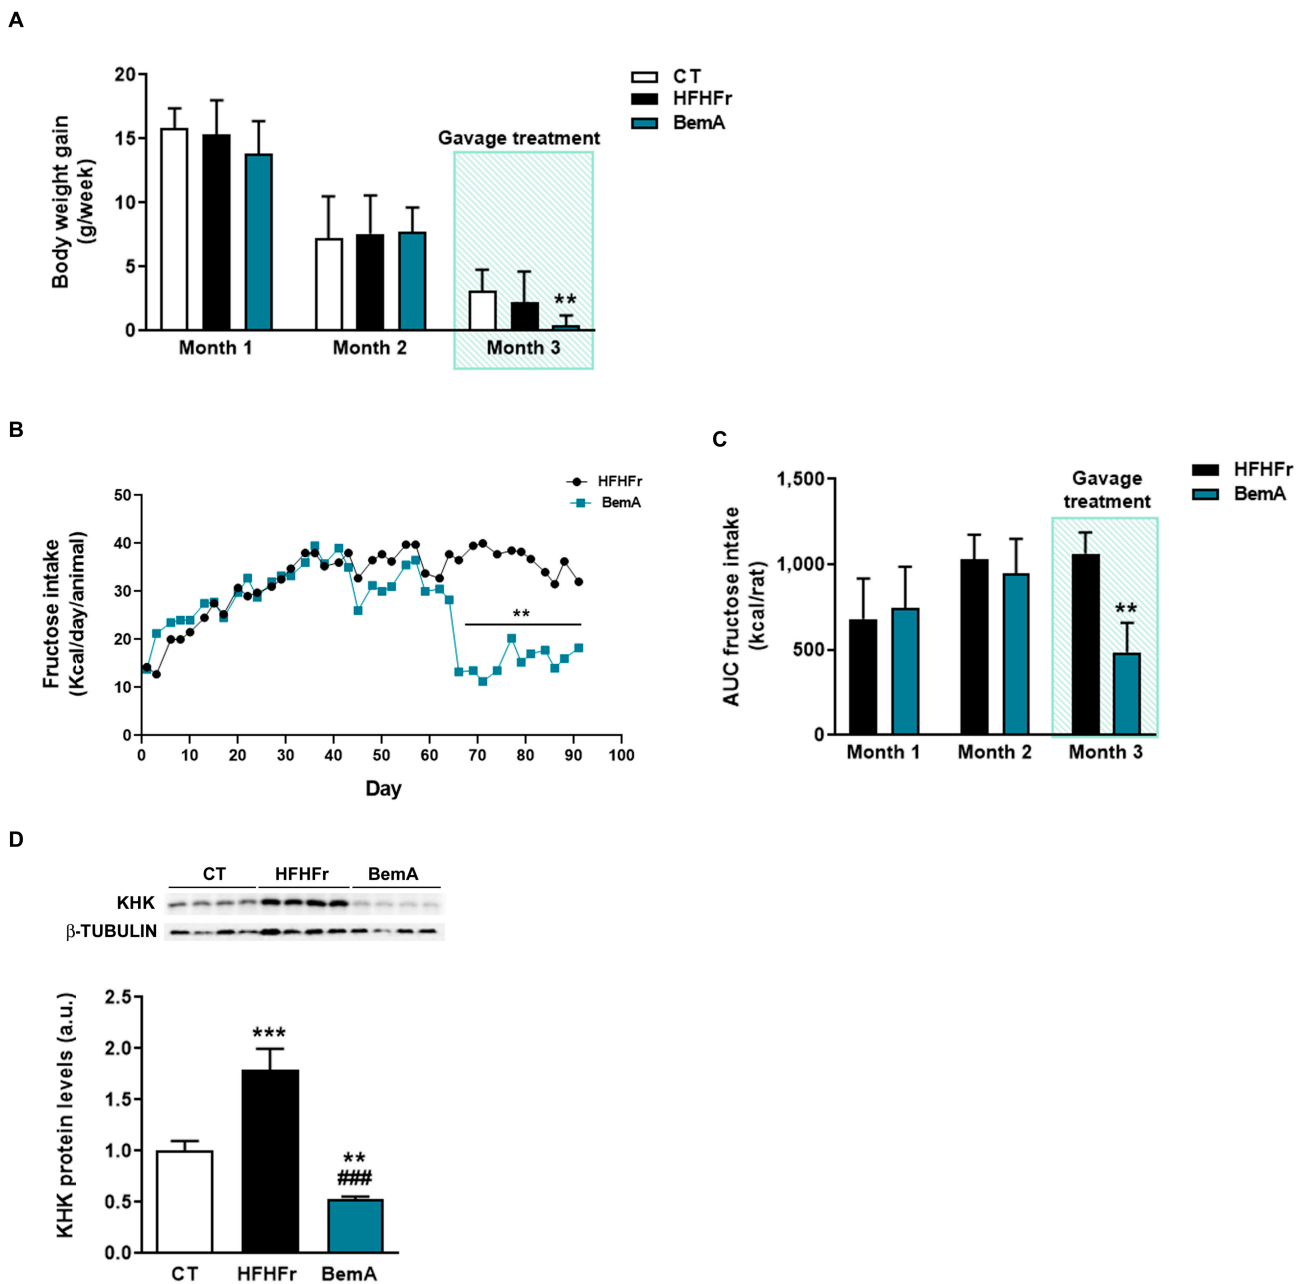 A
20
15
10
5
0
Body weight gain
(g/week)
CT
HFHFr
BemA
Gavage treatment
**
Month 1
Month 2
Month 3
B
50
40
30
20
10
0
Fructose intake
(Kcal/day/animal)
HFHFr
BemA
**
0 10 20 30 40 50 60 70 80 90 100
Day
C
1,500
1,000
500
0
AUC fructose intake
(kcal/rat)
HFHFr
BemA
Gavage
treatment
**
Month 1
Month 2
Month 3
D
CT HFHFr BemA
KHK
β-TUBULIN
2.5
2.0
1.5
1.0
0.5
0.0
KHK protein levels (a.u.)
***
**
###
CT HFHFr BemA